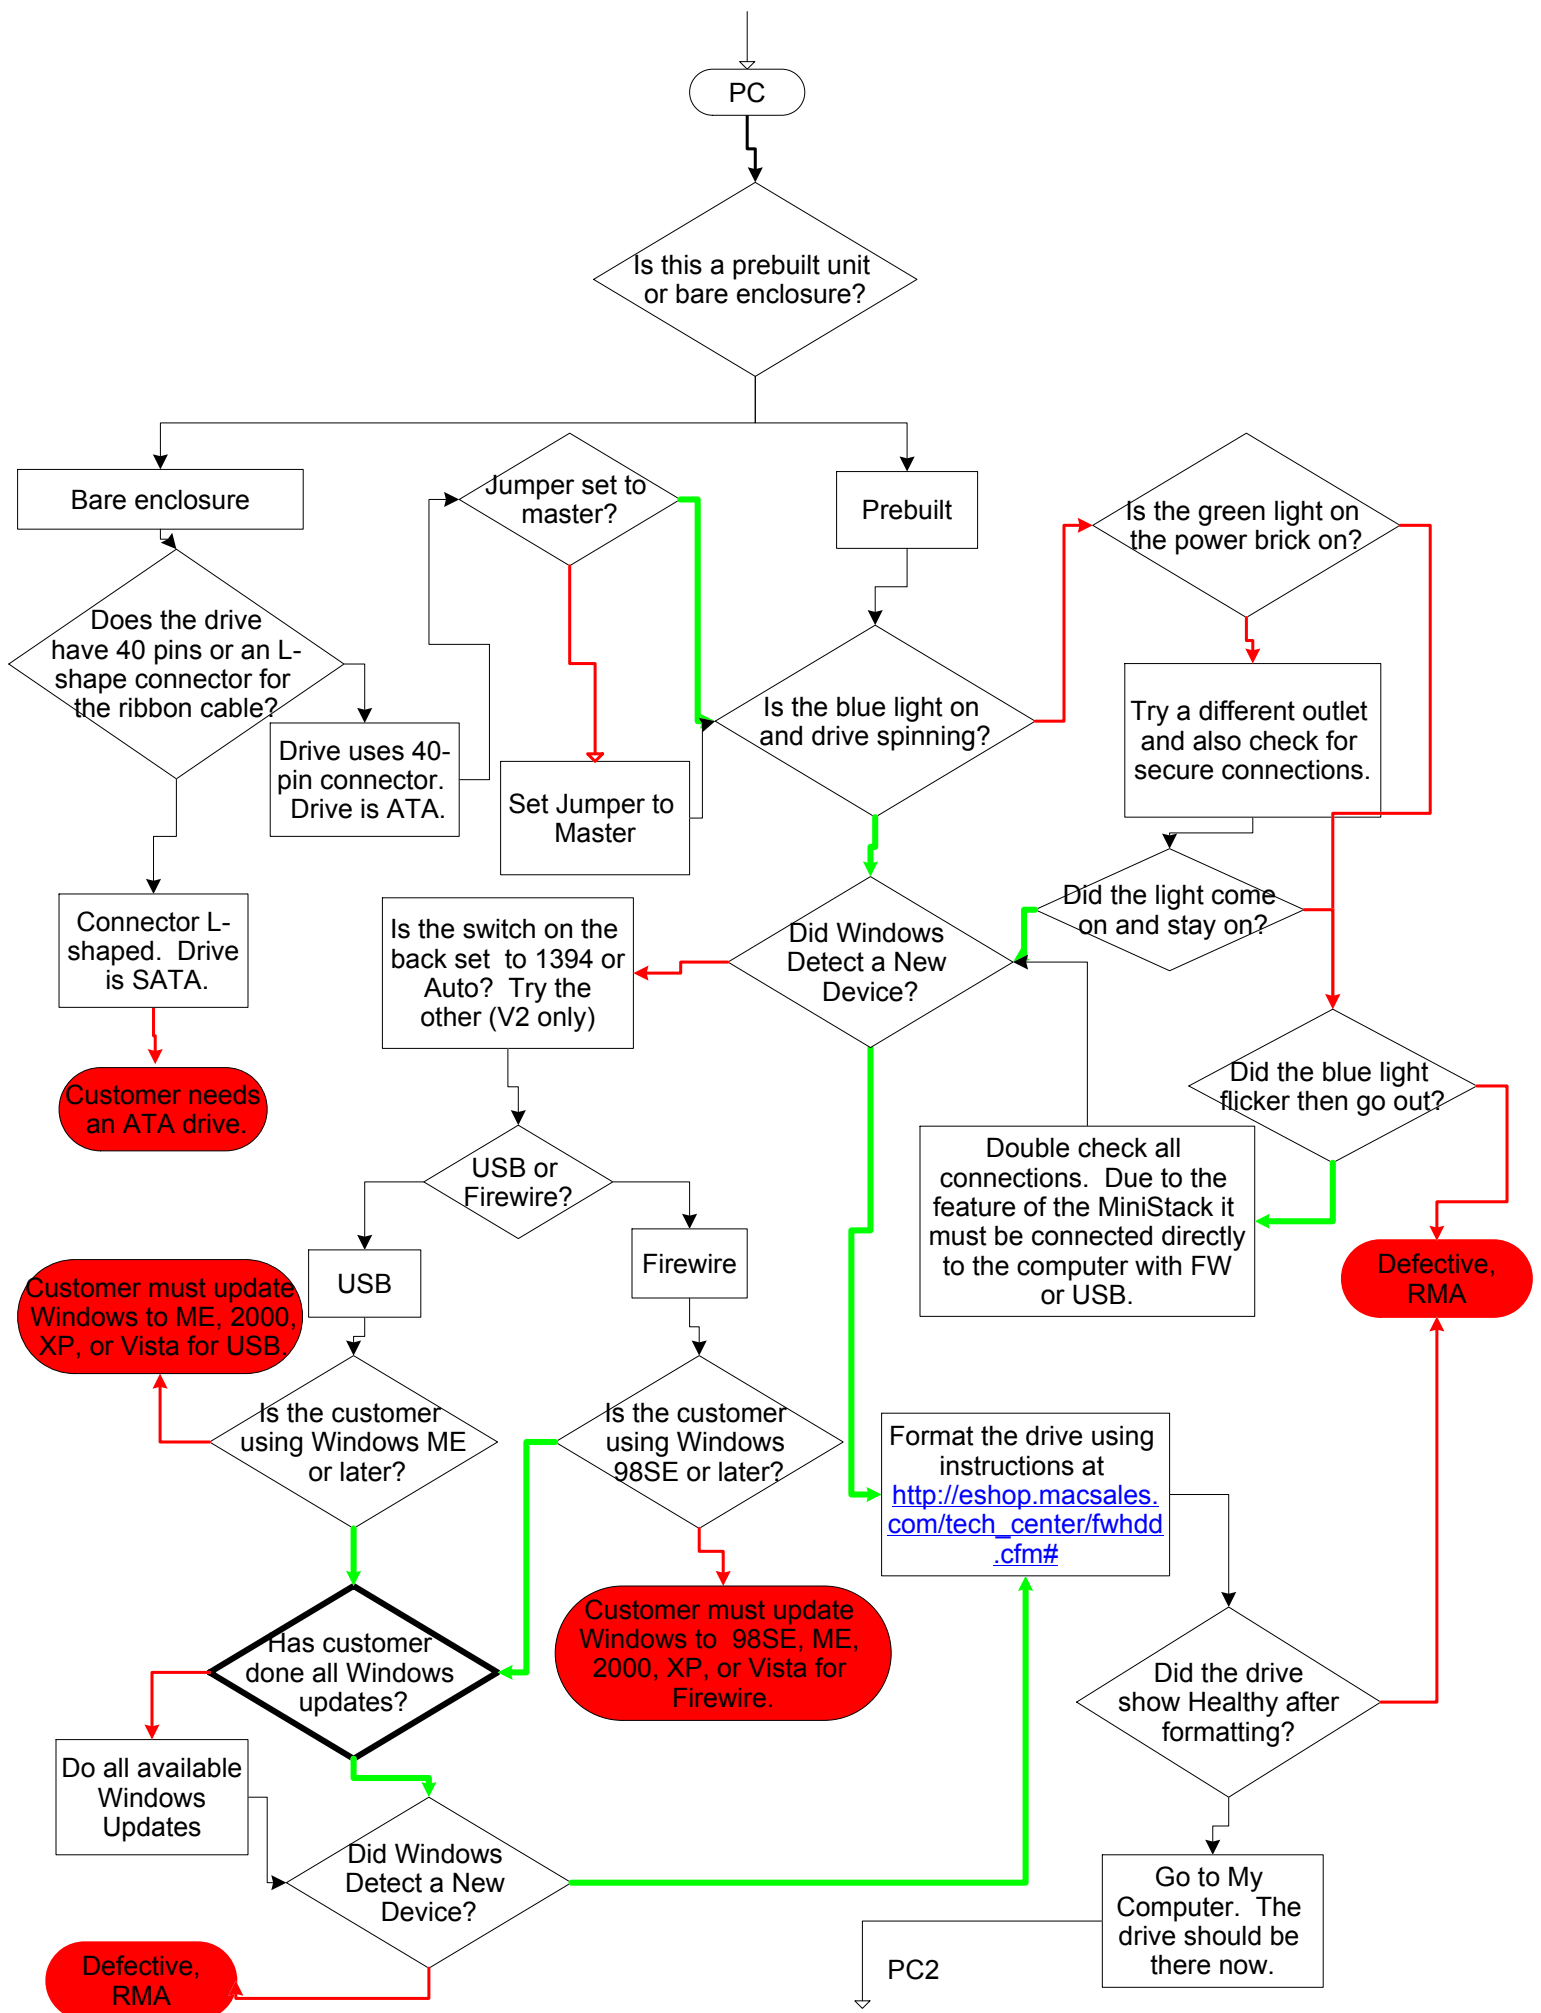 PC
Is this a prebuilt unit
or bare enclosure?
Bare enclosure
Jumper set to
master?
Prebuilt
Is the green light on
the power brick on?
Does the drive
have 40 pins or an L-
shape connector for
the ribbon cable?
Drive uses 40-
pin connector.
Drive is ATA.
Set Jumper to
Master
Is the blue light on
and drive spinning?
Try a different outlet
and also check for
secure connections.
Connector L-
shaped. Drive
is SATA.
Is the switch on the
back set to 1394 or
Auto? Try the
other (V2 only)
Did Windows
Detect a New
Device?
Did the light come
on and stay on?
Customer needs
an ATA drive.
Did the blue light
flicker then go out?
USB or
Firewire?
Double check all
connections. Due to the
feature of the MiniStack it
must be connected directly
to the computer with FW
or USB.
Customer must update
Windows to ME, 2000,
XP, or Vista for USB.
USB
Firewire
Defective,
RMA
Is the customer
using Windows ME
or later?
Is the customer
using Windows
98SE or later?
Format the drive using
instructions at
http://eshop.macsales.
com/tech_center/fwhdd
.cfm#
Has customer
done all Windows
updates?
Customer must update
Windows to 98SE, ME,
2000, XP, or Vista for
Firewire.
Did the drive
show Healthy after
formatting?
Do all available
Windows
Updates
Did Windows
Detect a New
Device?
Go to My
Computer. The
drive should be
there now.
Defective,
RMA
PC2